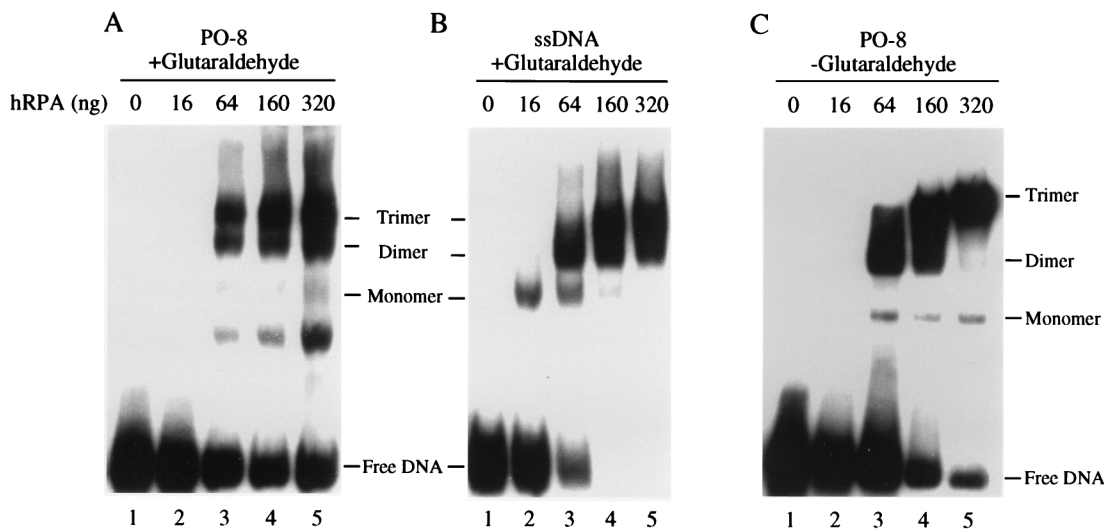 A
PO-8
+Glutaraldehyde
hRPA (ng) 0 16 64 160 320
Trimer
Dimer
Monomer
Free DNA
1 2 3 4 5
B
ssDNA
+Glutaraldehyde
0 16 64 160 320
1 2 3 4 5
C
PO-8
-Glutaraldehyde
0 16 64 160 320
Trimer
Dimer
Monomer
Free DNA
1 2 3 4 5